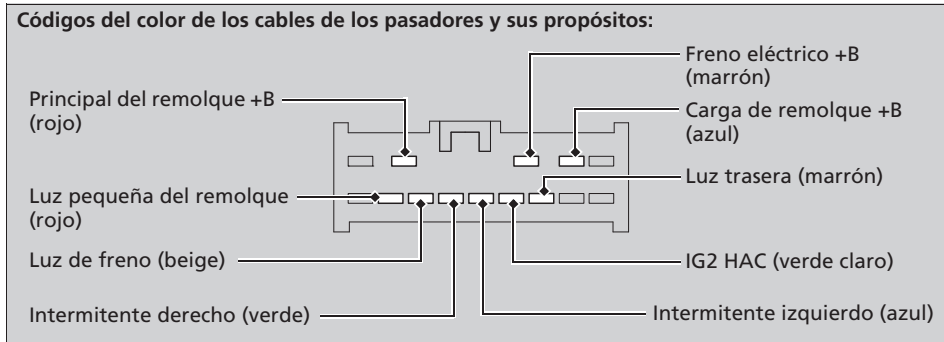 Códigos del color de los cables de los pasadores y sus propósitos:
Freno eléctrico +B
(marrón)
Principal del remolque +B
(rojo)
Carga de remolque +B
(azul)
Luz trasera (marrón)
Luz pequeña del remolque
(rojo)
Luz de freno (beige)
IG2 HAC (verde claro)
Intermitente derecho (verde)
Intermitente izquierdo (azul)